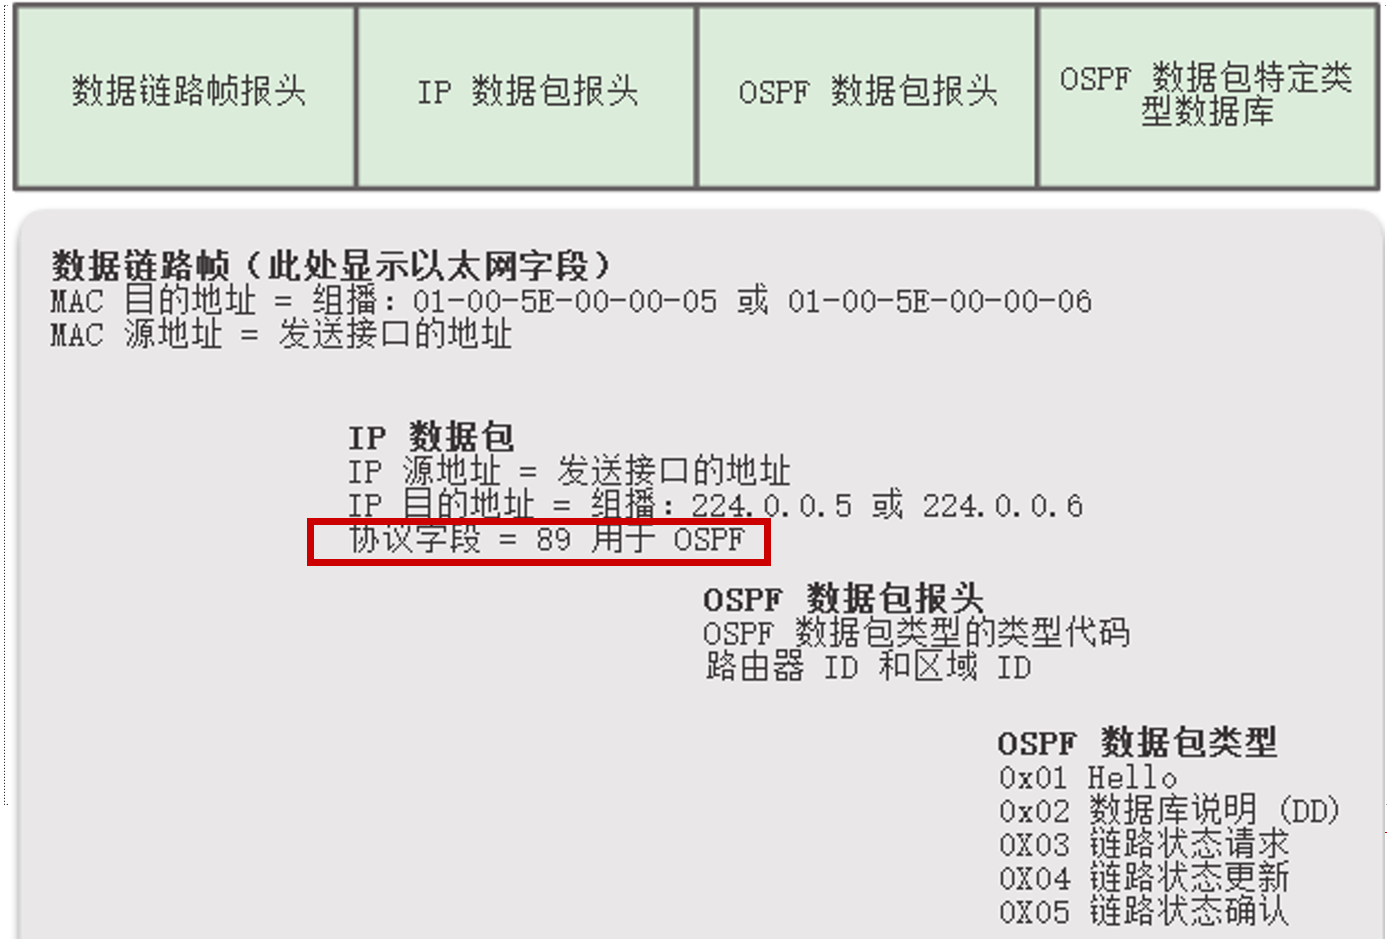 数据链路帧报头
IP 数据包报头
OSPF 数据包报头
OSPF 数据包特定类
型数据库
数据链路帧（此处显示以太网字段）
MAC 目的地址 = 组播：01-00-5E-00-00-05 或 01-00-5E-00-00-06
MAC 源地址 = 发送接口的地址
IP 数据包
IP 源地址 = 发送接口的地址
IP 目的地址 = 组播：224.0.0.5 或 224.0.0.6
协议字段 = 89 用于 OSPF
OSPF 数据包报头
OSPF 数据包类型的类型代码
路由器 ID 和区域 ID
OSPF 数据包类型
0x01 Hello
0x02 数据库说明 (DD)
0X03 链路状态请求
0X04 链路状态更新
0X05 链路状态确认